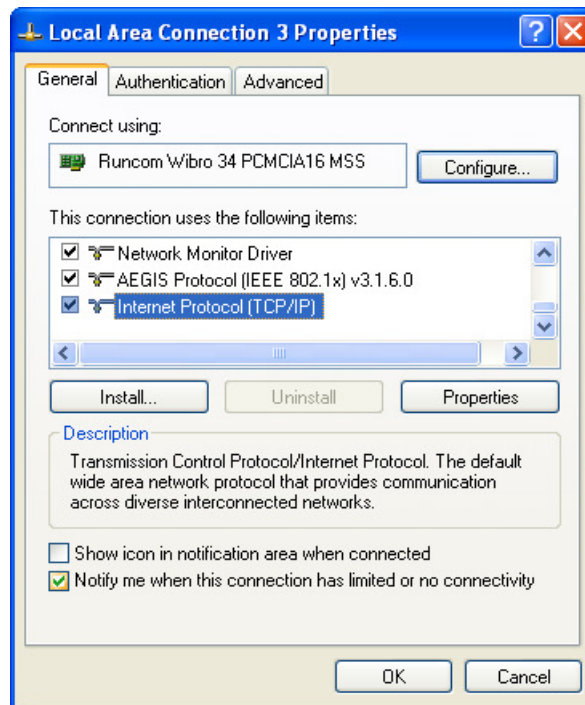 Local Area Connection 3 Properties
General Authentication Advanced
Connect using:
Runcom Wibro 34 PCMCIA16 MSS Configure...
This connection uses the following items:
Network Monitor Driver
AEGIS Protocol (IEEE 802.1x) v3.1.6.0
Internet Protocol (TCP/IP)
Install... Uninstall Properties
Description
Transmission Control Protocol/Internet Protocol. The default
wide area network protocol that provides communication
across diverse interconnected networks.
Show icon in notification area when connected
Notify me when this connection has limited or no connectivity
OK Cancel